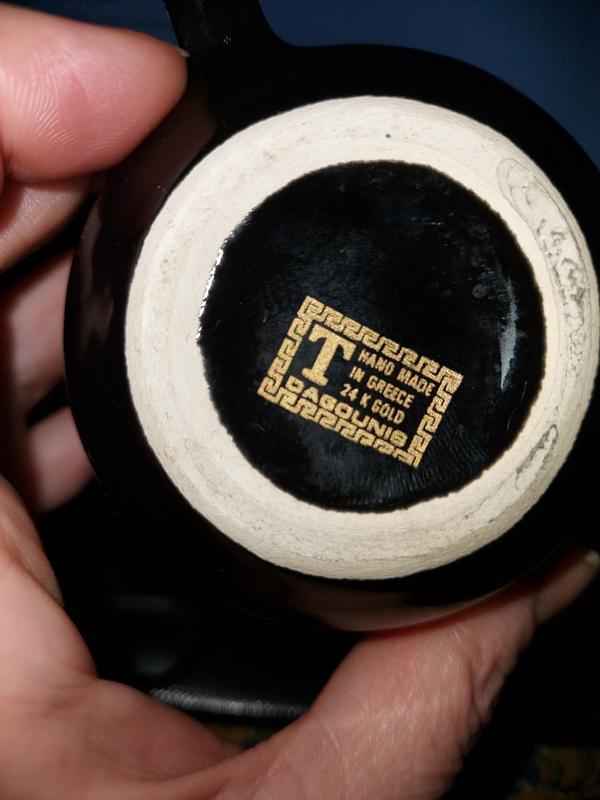 T
HAND MADE
IN GREECE
24 K GOLD
DAGOUNIS